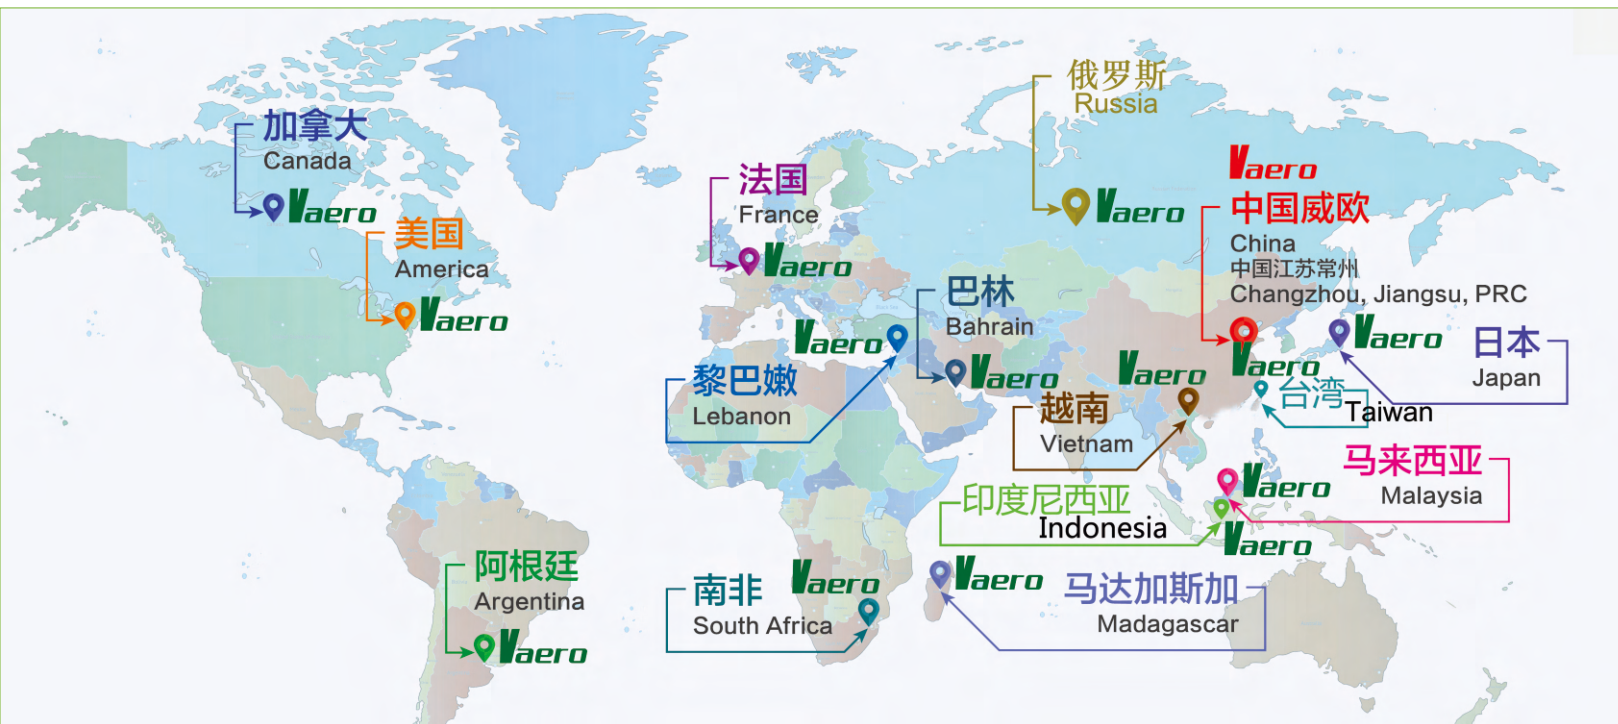 加拿大
Canada
Vaero
美国
America
Vaero
法国
France
Vaero
俄罗斯
Russia
Vaero
Vaero
中国威欧
China
中国江苏常州
Changzhou, Jiangsu, PRC
Vaero
巴林
Bahrain
Vaero
Vaero
黎巴嫩
Lebanon
Vaero
越南
Vietnam
Vaero
日本
Japan
台湾
Taiwan
马来西亚
Malaysia
Vaero
印度尼西亚
Indonesia
Vaero
阿根廷
Argentina
Vaero
Vaero
南非
South Africa
Vaero
马达加斯加
Madagascar